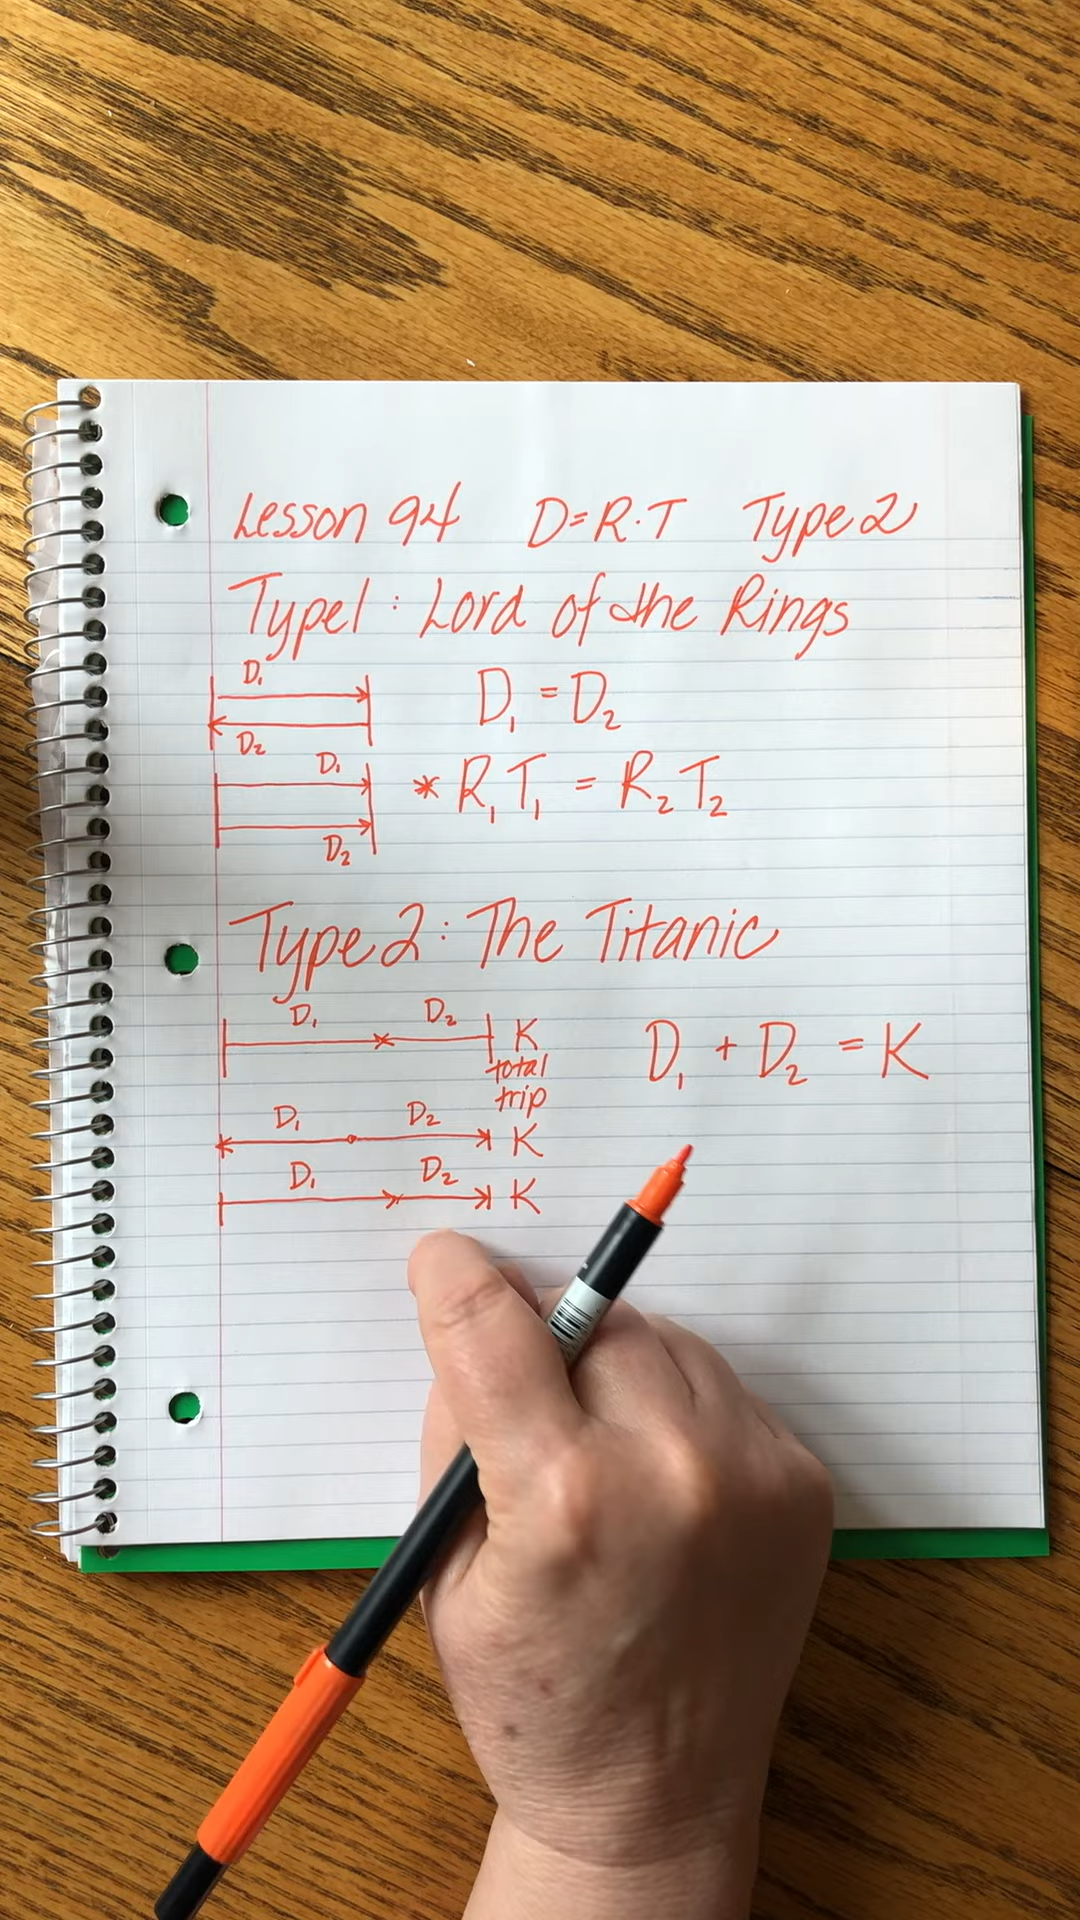 Lesson 94 D=R·T Type 2
Type 1: Lord of the Rings
D₁
D₁ = D₂
D₂
D₁
* R₁T₁ = R₂T₂
D₂
Type 2: The Titanic
D₁ D₂ K
total
trip
D₁ + D₂ = K
D₁ D₂ K
D₁ D₂ K